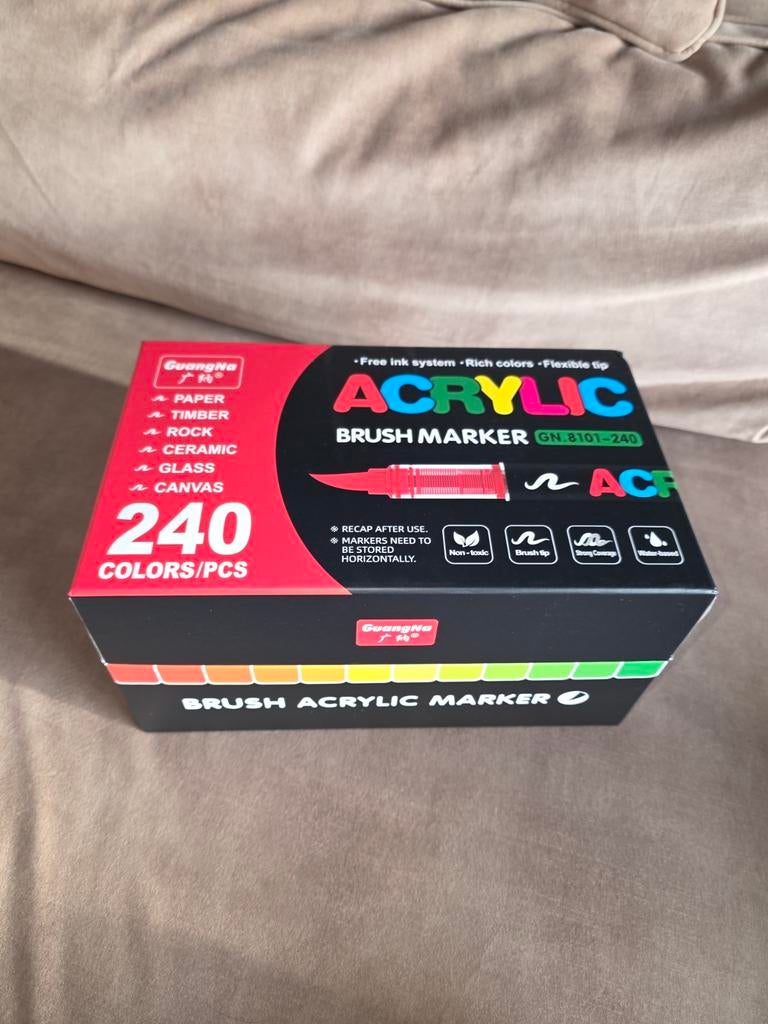 GuangNa
广纳®
PAPER
TIMBER
ROCK
CERAMIC
GLASS
CANVAS
240
COLORS/PCS
•Free ink system •Rich colors •Flexible tip
ACRYLIC
BRUSH MARKER GN.8101-240
ACR
※ RECAP AFTER USE.
※ MARKERS NEED TO
BE STORED
HORIZONTALLY.
Non-toxic
Brush tip
Strong Coverage
Water-based
GuangNa
广纳®
BRUSH ACRYLIC MARKER